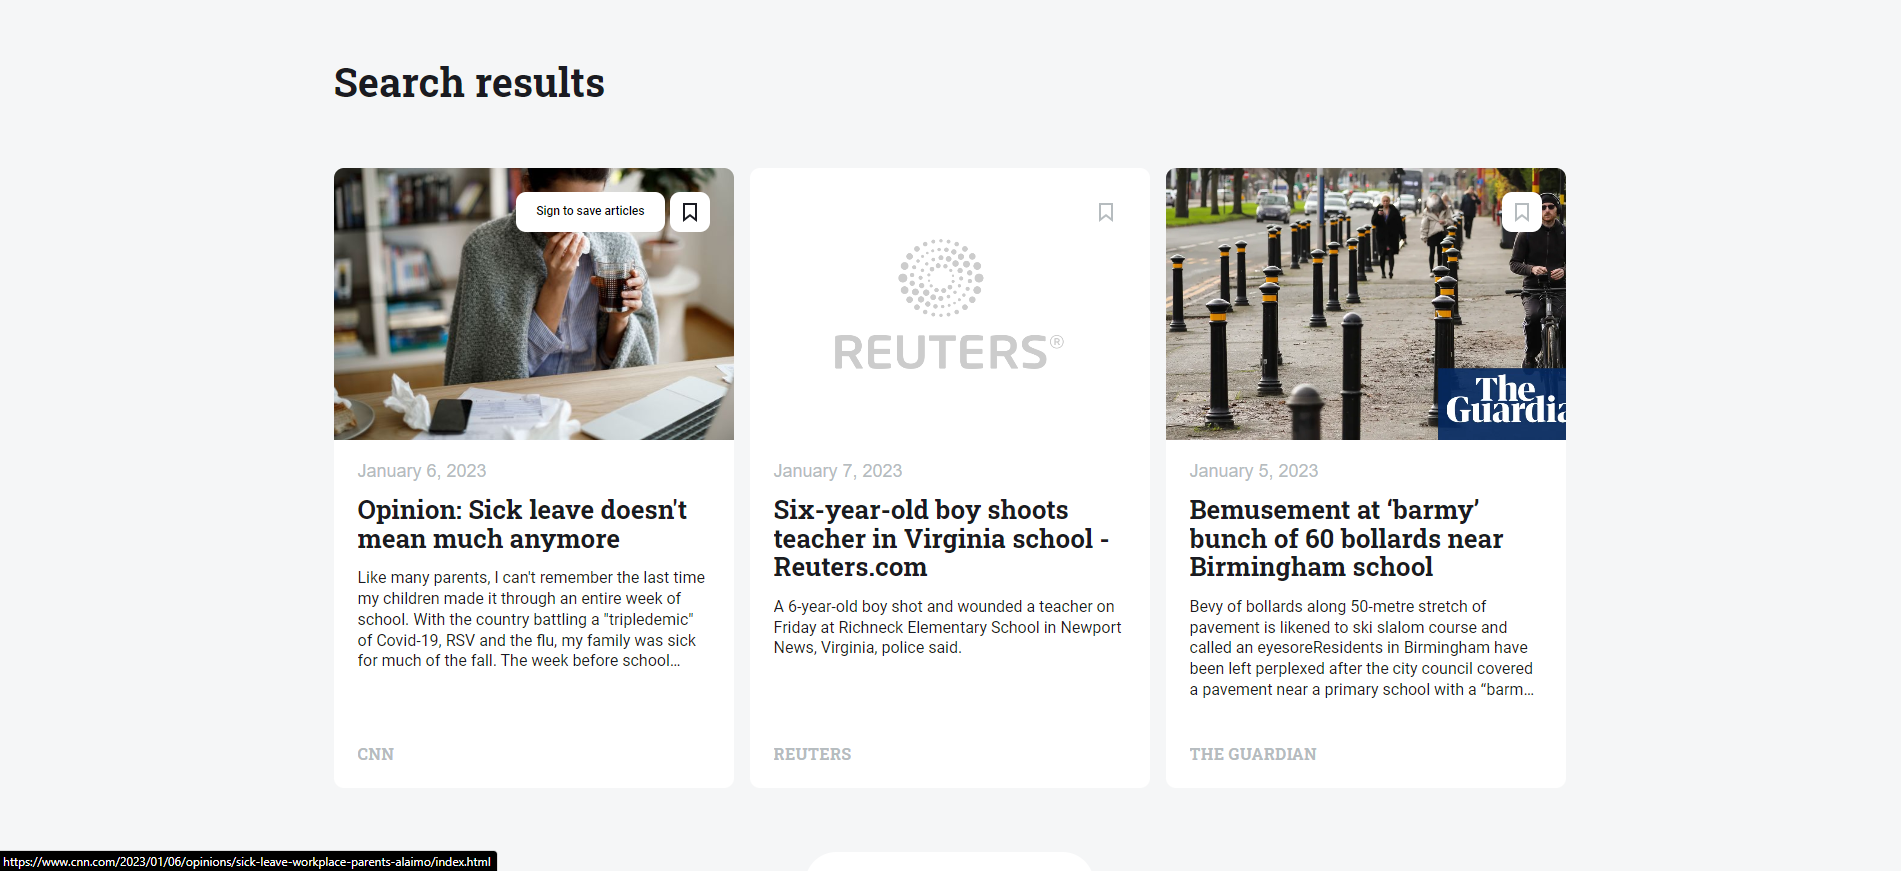 Search results
Sign to save articles
REUTERS®
The
Guardia
January 6, 2023
Opinion: Sick leave doesn't
mean much anymore
Like many parents, I can't remember the last time
my children made it through an entire week of
school. With the country battling a "tripledemic"
of Covid-19, RSV and the flu, my family was sick
for much of the fall. The week before school...
CNN
January 7, 2023
Six-year-old boy shoots
teacher in Virginia school -
Reuters.com
A 6-year-old boy shot and wounded a teacher on
Friday at Richneck Elementary School in Newport
News, Virginia, police said.
REUTERS
January 5, 2023
Bemusement at ‘barmy’
bunch of 60 bollards near
Birmingham school
Bevy of bollards along 50-metre stretch of
pavement is likened to ski slalom course and
called an eyesoreResidents in Birmingham have
been left perplexed after the city council covered
a pavement near a primary school with a “barm...
THE GUARDIAN
https://www.cnn.com/2023/01/06/opinions/sick-leave-workplace-parents-alaimo/index.html